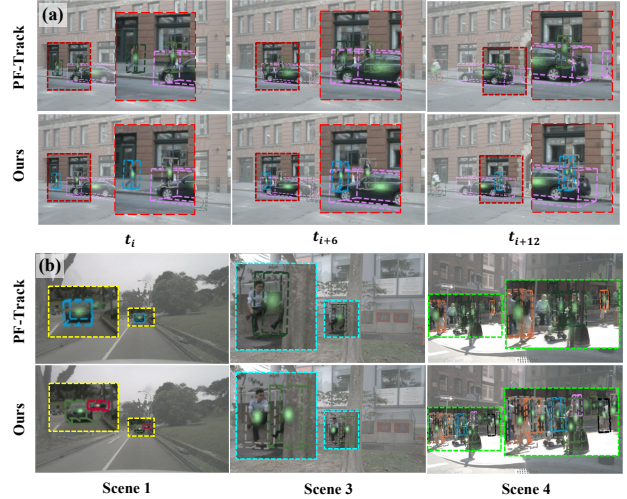 (a)
PF-Track
Ours
t_i
t_{i+6}
t_{i+12}
(b)
PF-Track
Ours
Scene 1
Scene 3
Scene 4